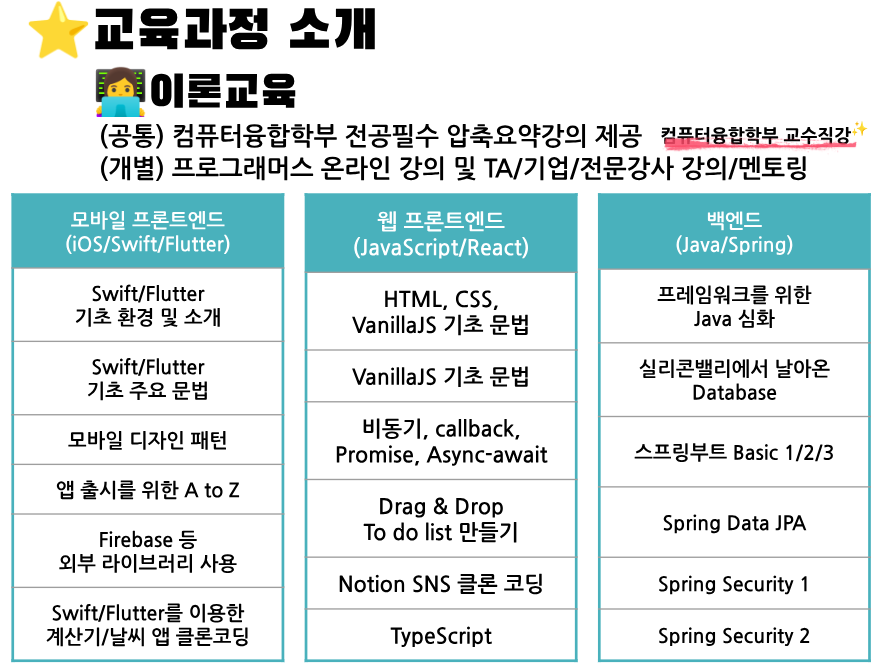 교육과정 소개
이론교육
(공통) 컴퓨터융합학부 전공필수 압축요약강의 제공 컴퓨터융합학부 교수직강
(개별) 프로그래머스 온라인 강의 및 TA/기업/전문강사 강의/멘토링
모바일 프론트엔드
(iOS/Swift/Flutter)
Swift/Flutter
기초 환경 및 소개
Swift/Flutter
기초 주요 문법
모바일 디자인 패턴
앱 출시를 위한 A to Z
Firebase 등
외부 라이브러리 사용
Swift/Flutter를 이용한
계산기/날씨 앱 클론코딩
웹 프론트엔드
(JavaScript/React)
HTML, CSS,
VanillaJS 기초 문법
VanillaJS 기초 문법
비동기, callback,
Promise, Async-await
Drag & Drop
To do list 만들기
Notion SNS 클론 코딩
TypeScript
백엔드
(Java/Spring)
프레임워크를 위한
Java 심화
실리콘밸리에서 날아온
Database
스프링부트 Basic 1/2/3
Spring Data JPA
Spring Security 1
Spring Security 2